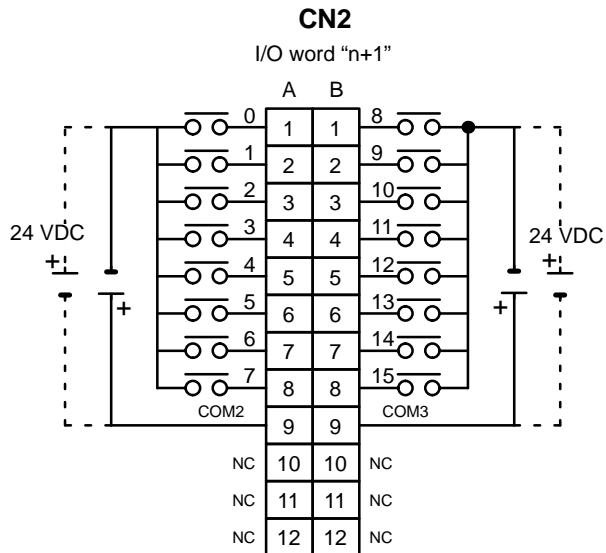 CN2
I/O word “n+1”
A B
0 1 1 8
1 2 2 9
2 3 3 10
3 4 4 11
24 VDC 24 VDC
+ + 
4 5 5 12
5 6 6 13
+ +
6 7 7 14
7 8 8 15
COM2 9 9 COM3
NC 10 10 NC
NC 11 11 NC
NC 12 12 NC